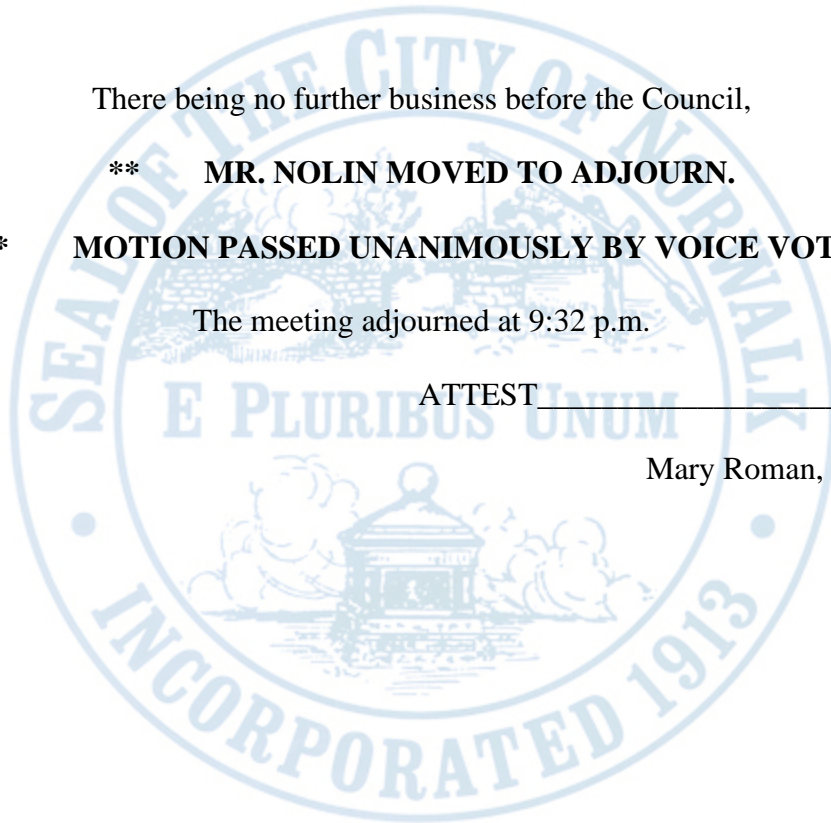 SEAL OF THE CITY OF NORWALK
There being no further business before the Council,
** MR. NOLIN MOVED TO ADJOURN.
* MOTION PASSED UNANIMOUSLY BY VOICE VOT
The meeting adjourned at 9:32 p.m.
E PLURIBUS UNUM
ATTEST____________________
Mary Roman,
INCORPORATED 1913